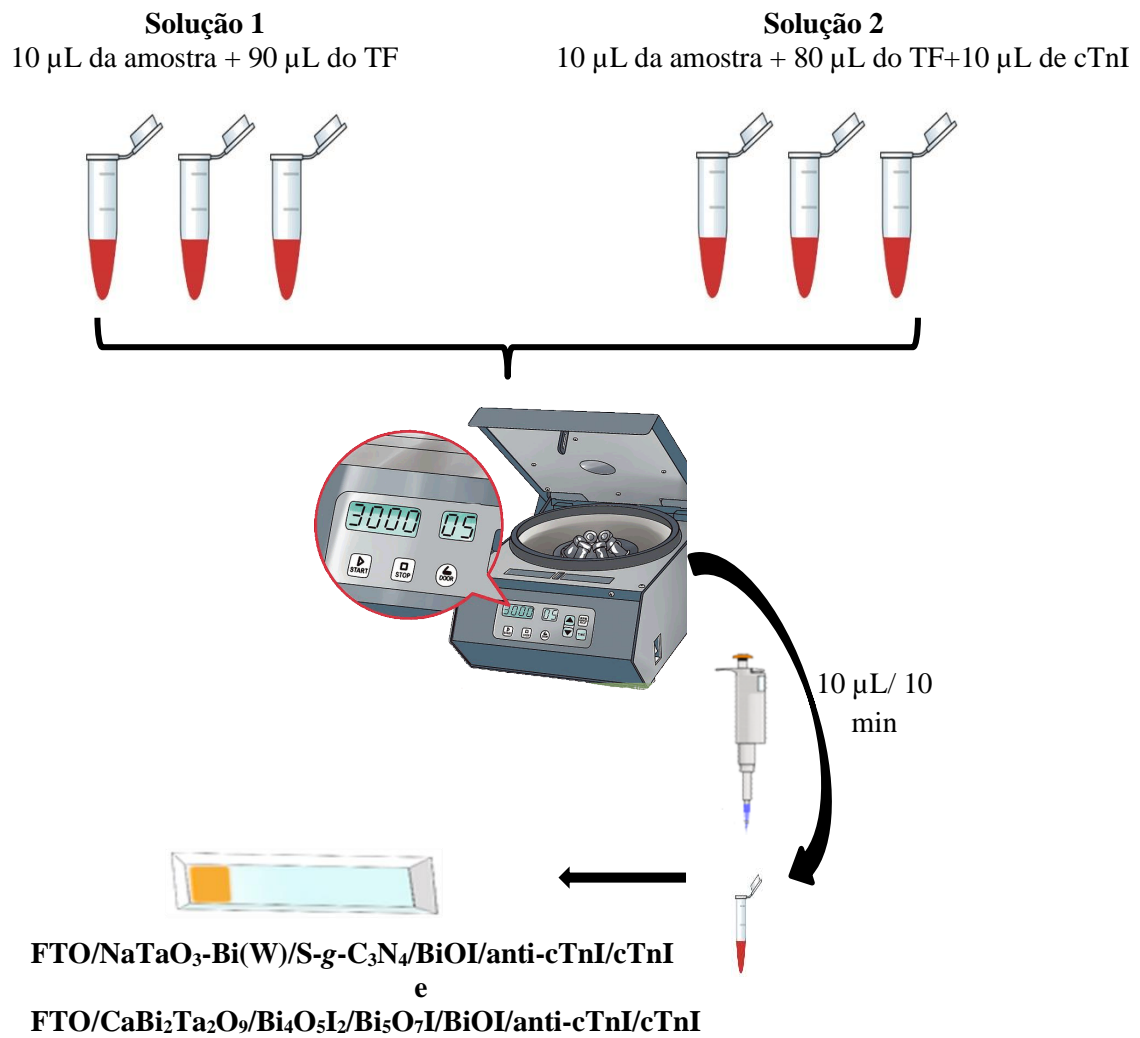 Solução 1
10 µL da amostra + 90 µL do TF
Solução 2
10 µL da amostra + 80 µL do TF+10 µL de cTnI
3000 05
START STOP DOOR
3000 05
10 µL/ 10
min
FTO/NaTaO₃-Bi(W)/S-g-C₃N₄/BiOI/anti-cTnI/cTnI
e
FTO/CaBi₂Ta₂O₉/Bi₄O₅I₂/Bi₅O₇I/BiOI/anti-cTnI/cTnI